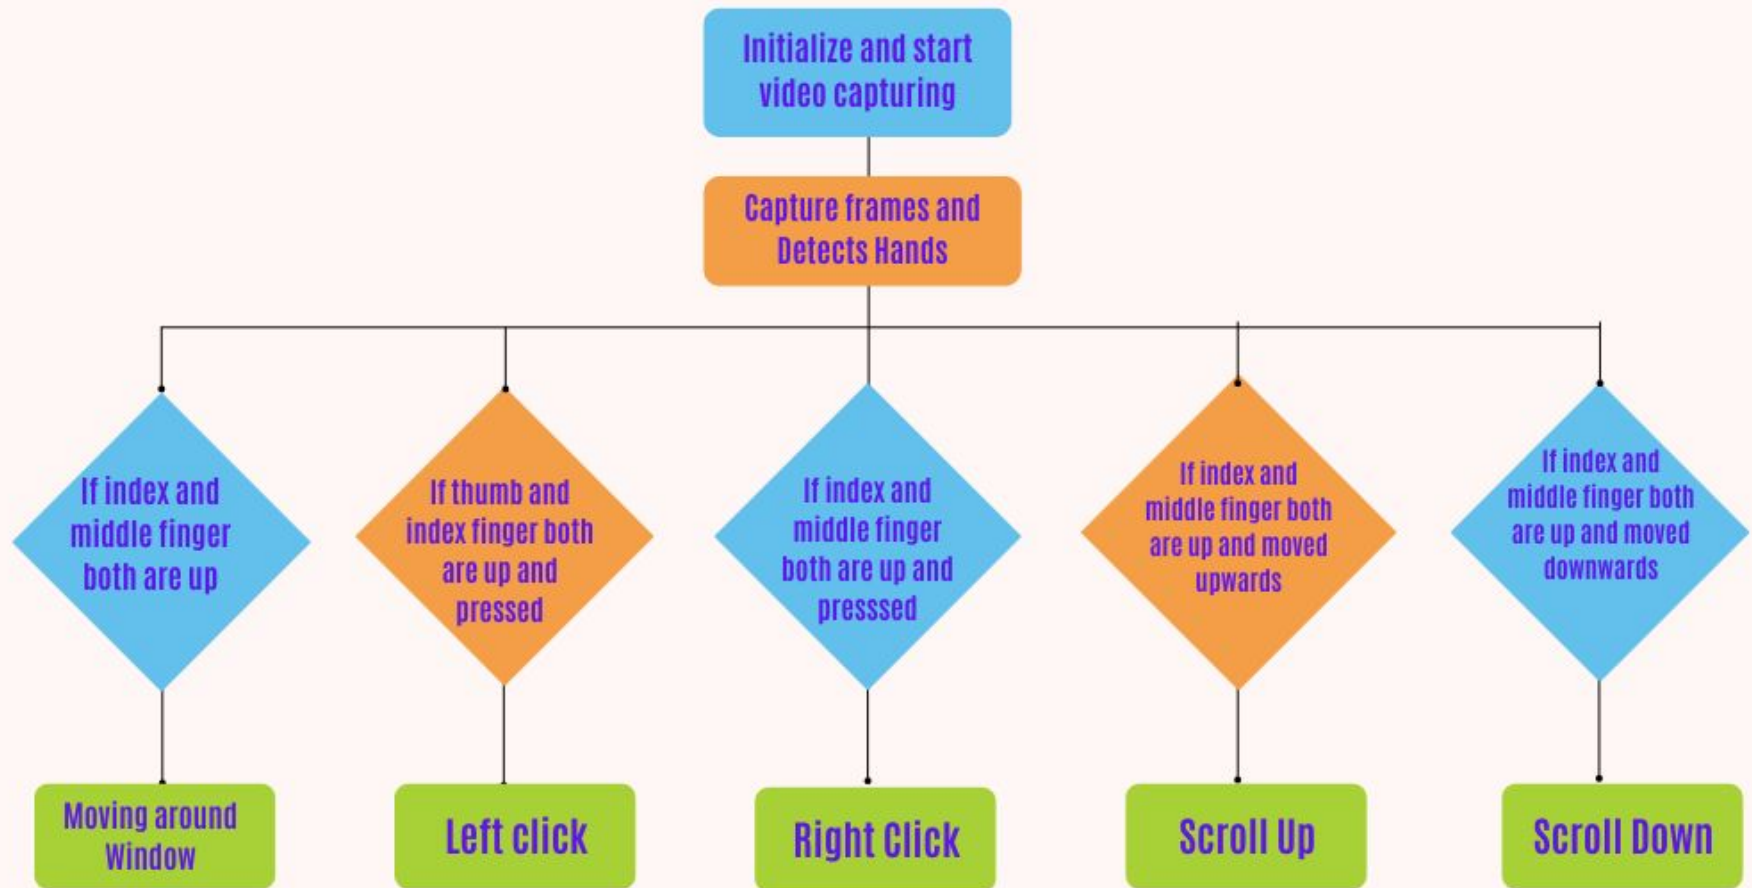 Initialize and start
video capturing
Capture frames and
Detects Hands
If index and
middle finger
both are up
If thumb and
index finger both
are up and
pressed
If index and
middle finger
both are up and
presssed
If index and
middle finger both
are up and moved
upwards
If index and
middle finger both
are up and moved
downwards
Moving around
Window
Left click
Right Click
Scroll Up
Scroll Down